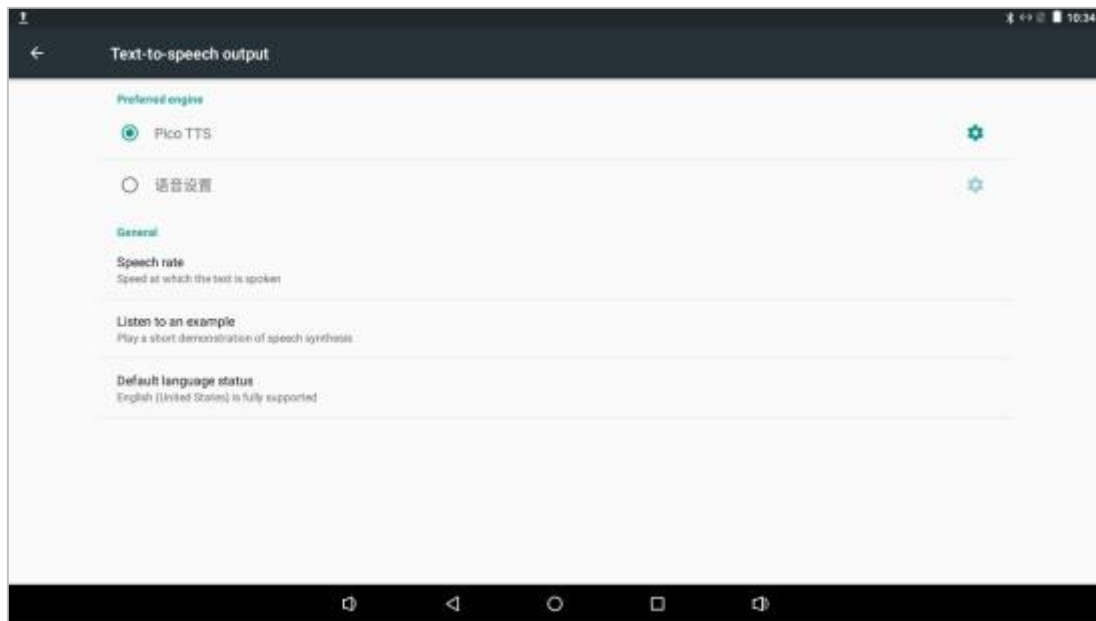 10:34
Text-to-speech output
Preferred engine
Pico TTS
语音设置
General
Speech rate
Speed at which the text is spoken
Listen to an example
Play a short demonstration of speech synthesis
Default language status
English (United States) is fully supported